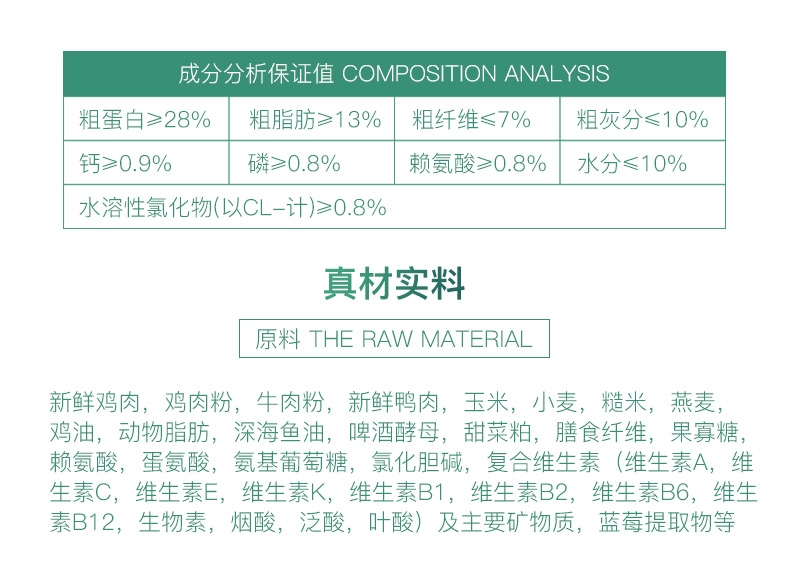 成分分析保证值 COMPOSITION ANALYSIS
粗蛋白≥28% 粗脂肪≥13% 粗纤维≤7% 粗灰分≤10%
钙≥0.9% 磷≥0.8% 赖氨酸≥0.8% 水分≤10%
水溶性氯化物(以CL-计)≥0.8%
真材实料
原料 THE RAW MATERIAL
新鲜鸡肉，鸡肉粉，牛肉粉，新鲜鸭肉，玉米，小麦，糙米，燕麦，
鸡油，动物脂肪，深海鱼油，啤酒酵母，甜菜粕，膳食纤维，果寡糖，
赖氨酸，蛋氨酸，氨基葡萄糖，氯化胆碱，复合维生素（维生素A，维
生素C，维生素E，维生素K，维生素B1，维生素B2，维生素B6，维生
素B12，生物素，烟酸，泛酸，叶酸）及主要矿物质，蓝莓提取物等